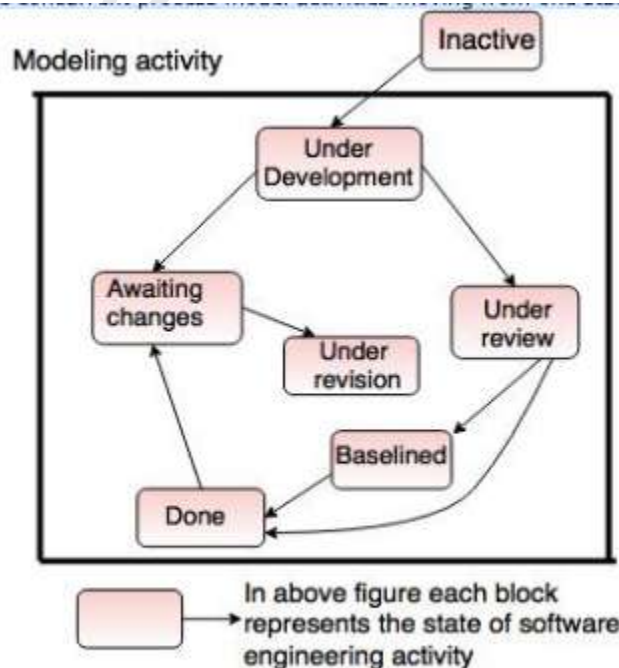 Inactive
Modeling activity
Under
Development
Awaiting
changes
Under
review
Under
revision
Baselined
Done
In above figure each block
represents the state of software
engineering activity